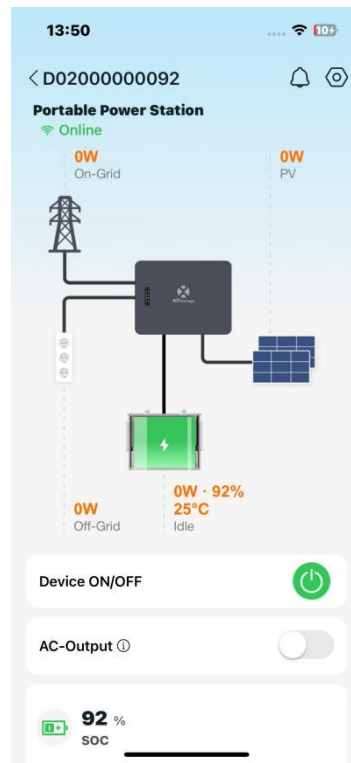 13:50
10
D02000000092
Portable Power Station
Online
0W
On-Grid
0W
PV
APstorage
0W · 92%
25°C
Idle
0W
Off-Grid
Device ON/OFF
AC-Output
92 %
SOC